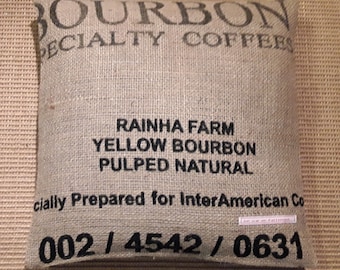 BOURBON
PECIALTY COFFEES
RAINHA FARM
YELLOW BOURBON
PULPED NATURAL
cially Prepared for InterAmerican Co
002 / 4542 / 0631